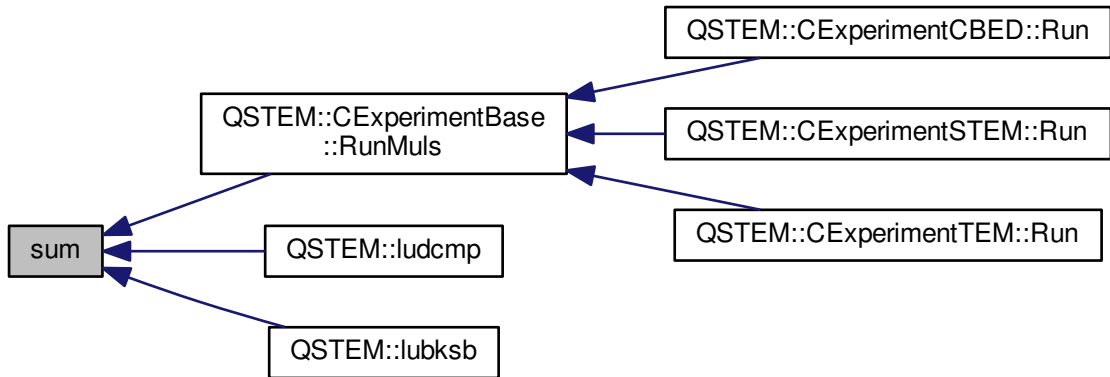 QSTEM::CExperimentCBED::Run
QSTEM::CExperimentBase
::RunMuls
QSTEM::CExperimentSTEM::Run
QSTEM::CExperimentTEM::Run
sum
QSTEM::ludcmp
QSTEM::lubksb